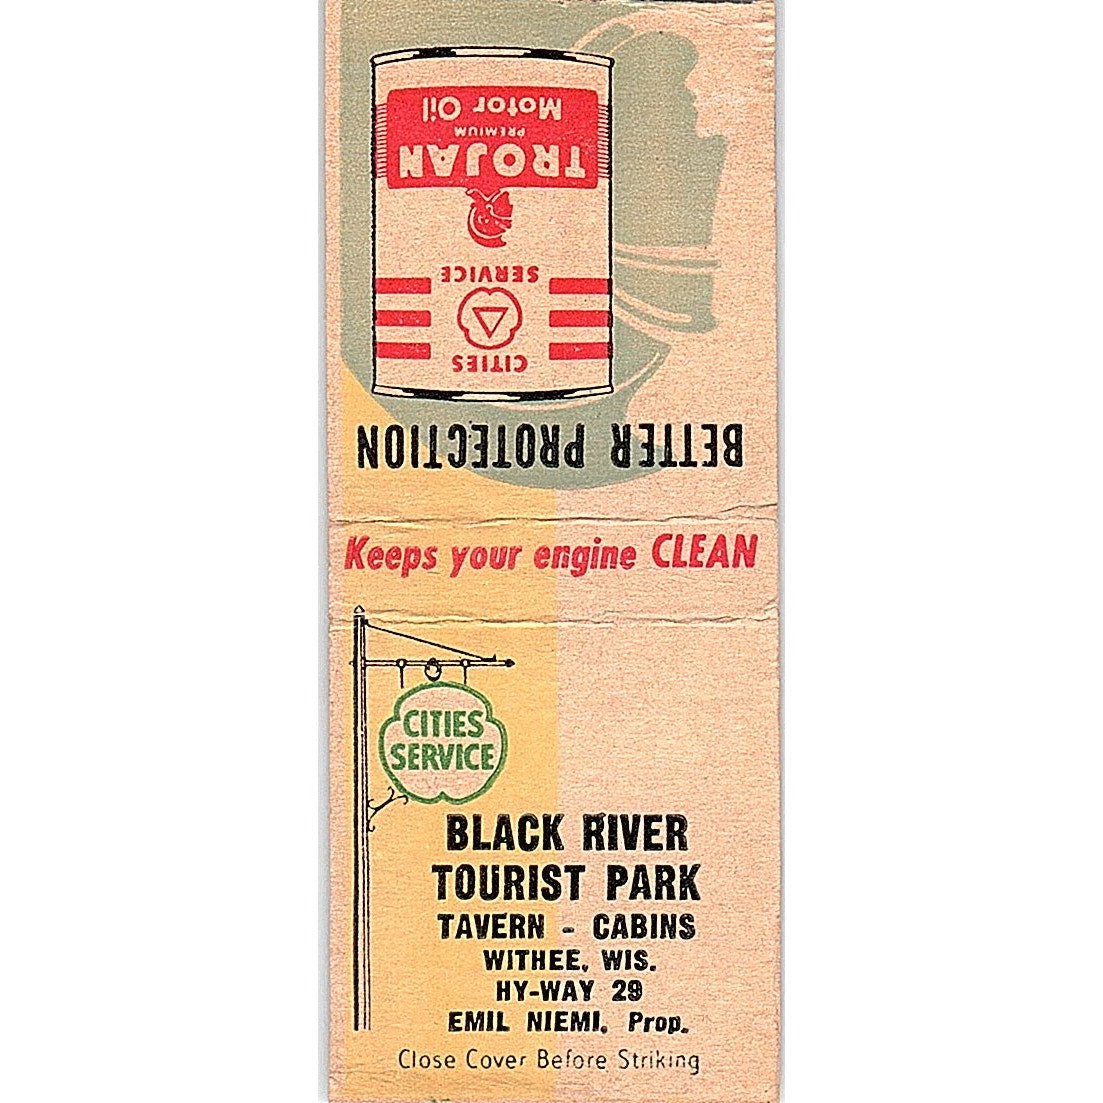 BETTER PROTECTION
CITIES
SERVICE
TROJAN
PREMIUM
Motor Oil
Keeps your engine CLEAN
CITIES
SERVICE
BLACK RIVER
TOURIST PARK
TAVERN - CABINS
WITHEE, WIS.
HY-WAY 29
EMIL NIEMI, Prop.
Close Cover Before Striking